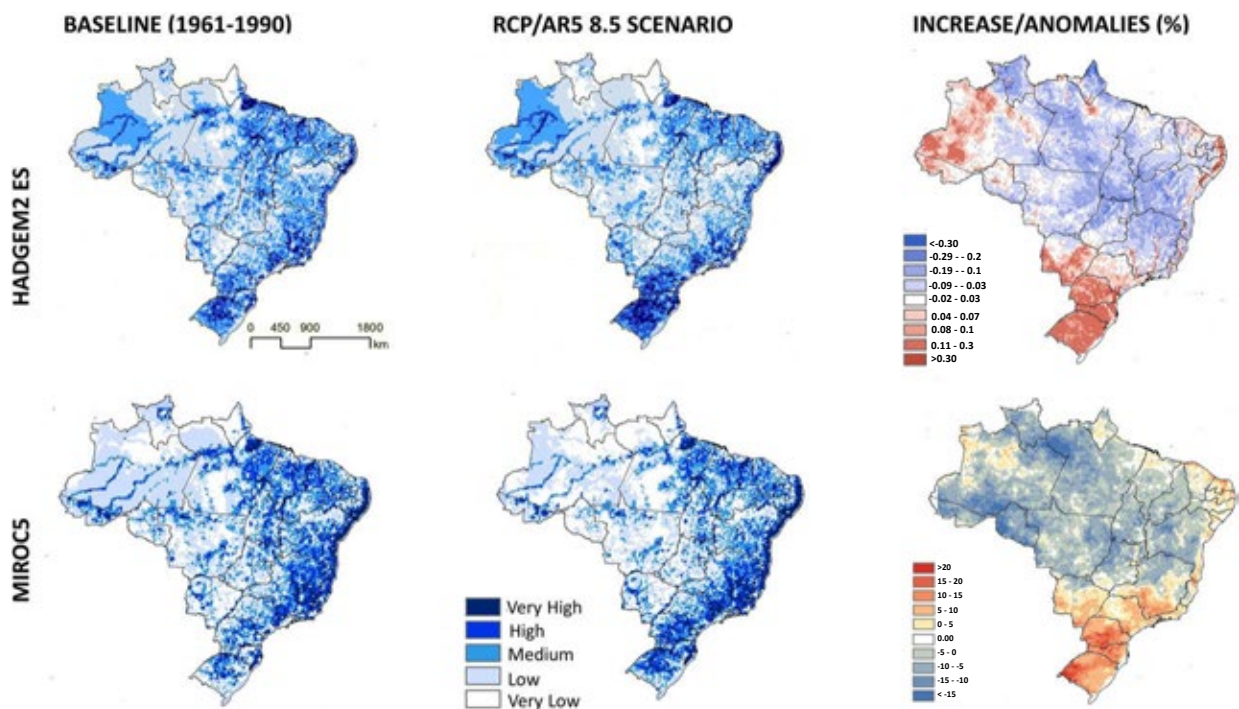 BASELINE (1961-1990)
RCP/AR5 8.5 SCENARIO
INCREASE/ANOMALIES (%)
HADGEM2 ES
0 450 900 1800
km
<-0.30
-0.29 - - 0.2
-0.19 - - 0.1
-0.09 - - 0.03
-0.02 - 0.03
0.04 - 0.07
0.08 - 0.1
0.11 - 0.3
>0.30
MIROC5
Very High
High
Medium
Low
Very Low
>20
15 - 20
10 - 15
5 - 10
0 - 5
0.00
-5 - 0
-10 - -5
-15 - -10
< -15